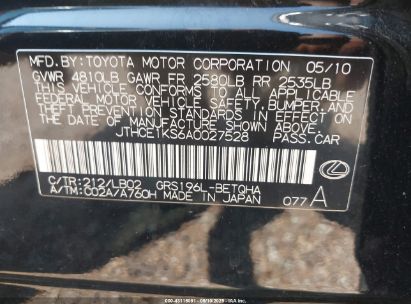 MFD.BY:TOYOTA MOTOR CORPORATION 05/10
GVWR 4810LB GAWR FR 2580LB RR 2535LB
THIS VEHICLE CONFORMS TO ALL APPLICABLE
FEDERAL MOTOR VEHICLE SAFETY, BUMPER, AND
THEFT PREVENTION STANDARDS IN EFFECT ON
THE DATE OF MANUFACTURE SHOWN ABOVE.
JTHCE1KS6A0027528 PASS.CAR
C/TR:212/LB02 GRS196L-BETQHA
A/TM:C02A/A760H MADE IN JAPAN 077 A